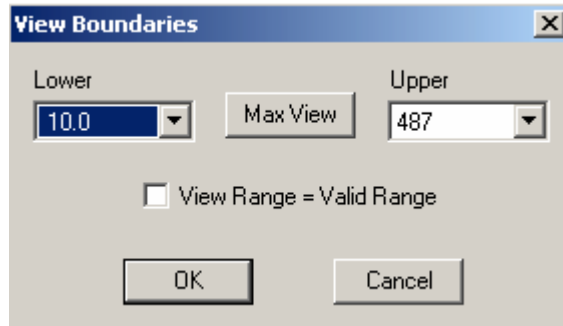 View Boundaries
Lower
Upper
10.0
Max View
487
View Range = Valid Range
OK
Cancel